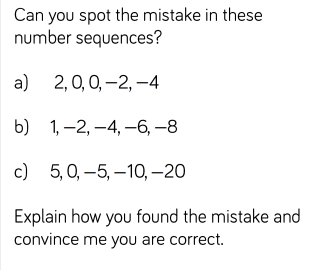 Can you spot the mistake in these
number sequences?
a) 2, 0, 0, −2, −4
b) 1, −2, −4, −6, −8
c) 5, 0, −5, −10, −20
Explain how you found the mistake and
convince me you are correct.